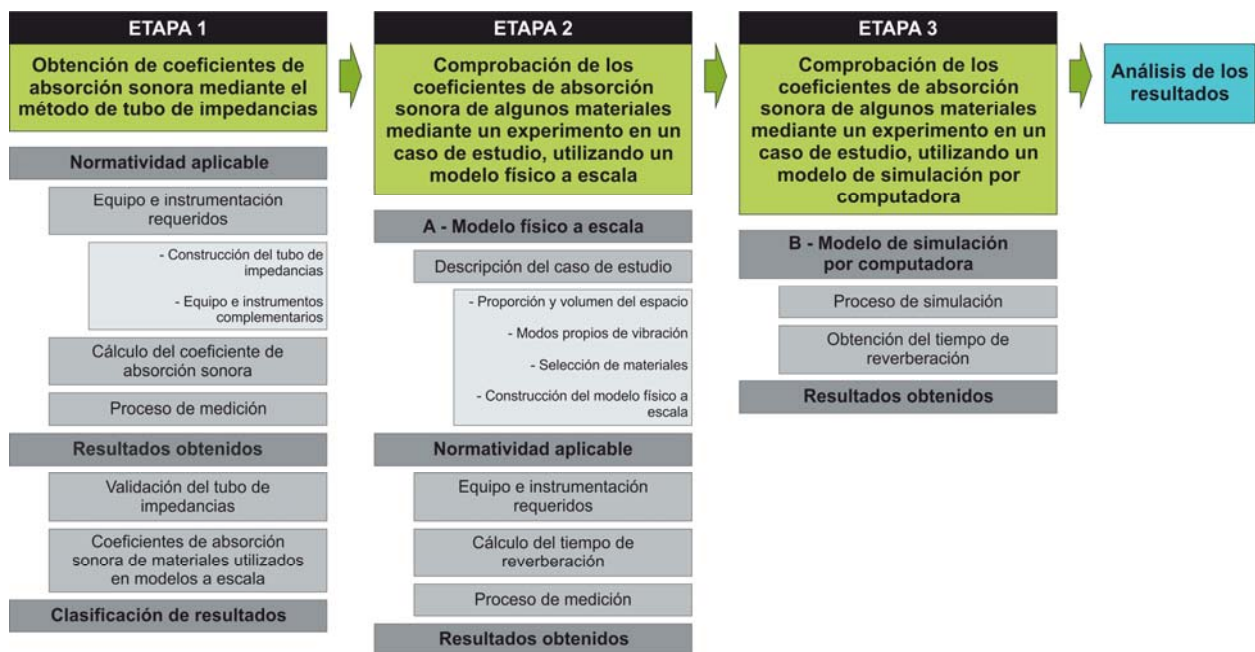 ETAPA 1
Obtención de coeficientes de
absorción sonora mediante el
método de tubo de impedancias
Normatividad aplicable
Equipo e instrumentación
requeridos
- Construcción del tubo de
impedancias
- Equipo e instrumentos
complementarios
Cálculo del coeficiente de
absorción sonora
Proceso de medición
Resultados obtenidos
Validación del tubo de
impedancias
Coeficientes de absorción
sonora de materiales utilizados
en modelos a escala
Clasificación de resultados
ETAPA 2
Comprobación de los
coeficientes de absorción
sonora de algunos materiales
mediante un experimento en un
caso de estudio, utilizando un
modelo físico a escala
A - Modelo físico a escala
Descripción del caso de estudio
- Proporción y volumen del espacio
- Modos propios de vibración
- Selección de materiales
- Construcción del modelo físico a
escala
Normatividad aplicable
Equipo e instrumentación
requeridos
Cálculo del tiempo de
reverberación
Proceso de medición
Resultados obtenidos
ETAPA 3
Comprobación de los
coeficientes de absorción
sonora de algunos materiales
mediante un experimento en un
caso de estudio, utilizando un
modelo de simulación por
computadora
B - Modelo de simulación
por computadora
Proceso de simulación
Obtención del tiempo de
reverberación
Resultados obtenidos
Análisis de los
resultados